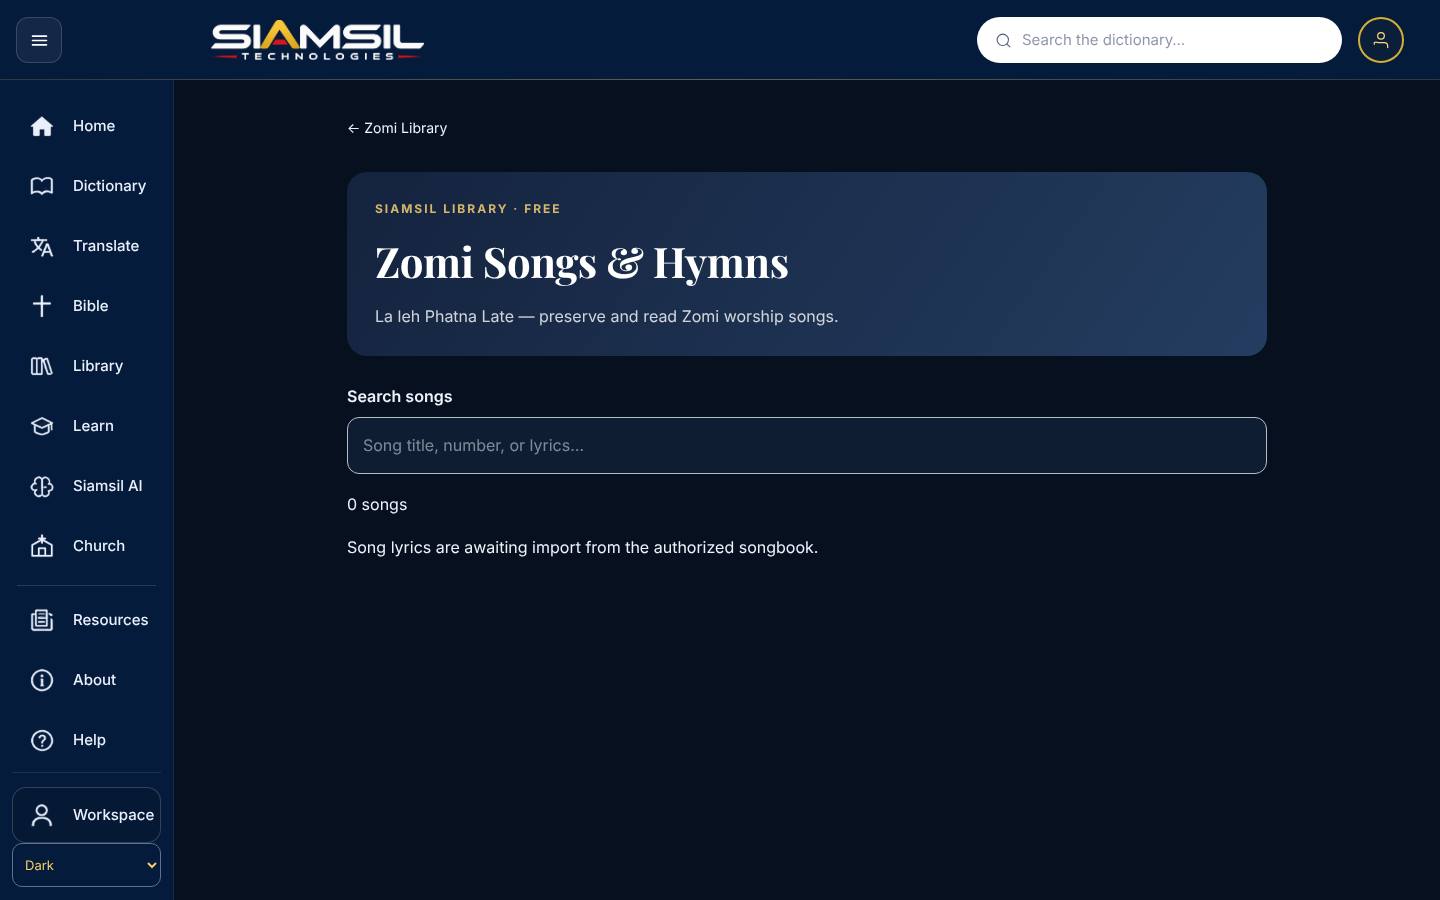 SIAMSIL
TECHNOLOGIES
Search the dictionary...
Home
Dictionary
Translate
Bible
Library
Learn
Siamsil AI
Church
Resources
About
Help
Workspace
Dark
← Zomi Library
SIAMSIL LIBRARY · FREE
Zomi Songs & Hymns
La leh Phatna Late — preserve and read Zomi worship songs.
Search songs
Song title, number, or lyrics...
0 songs
Song lyrics are awaiting import from the authorized songbook.